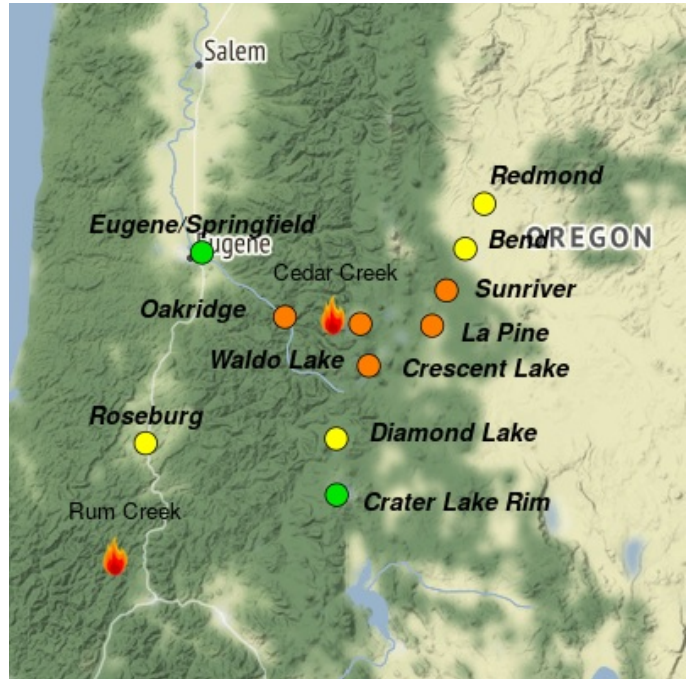 Salem
Redmond
Eugene/Springfield
Eugene
Bend
OREGON
Cedar Creek
Sunriver
Oakridge
La Pine
Waldo Lake
Crescent Lake
Roseburg
Diamond Lake
Crater Lake Rim
Rum Creek